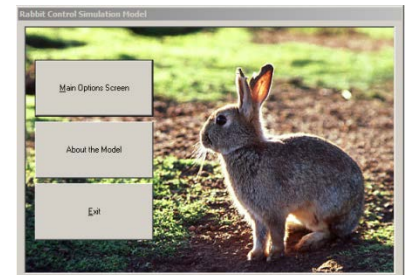 Rabbit Control Simulation Model
Main Options Screen
About the Model
Exit